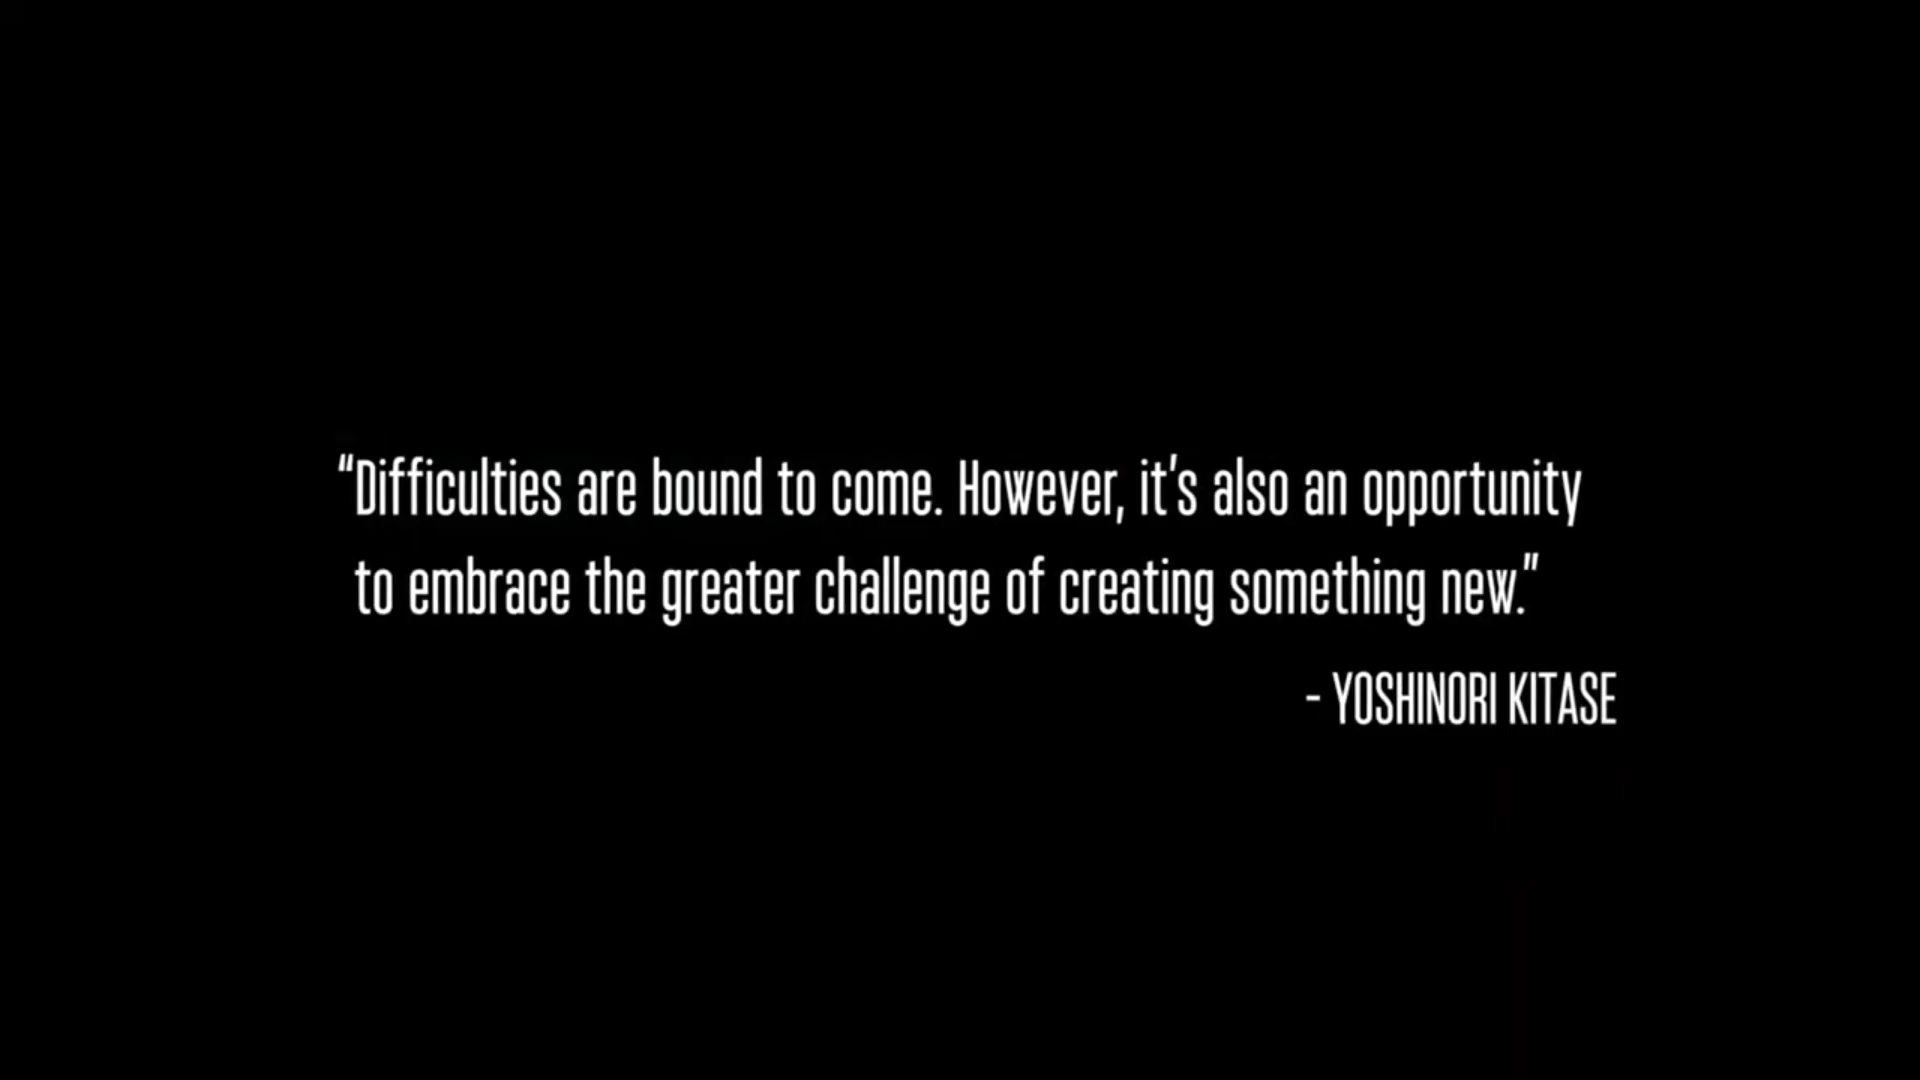 “Difficulties are bound to come. However, it's also an opportunity
to embrace the greater challenge of creating something new.”
- YOSHINORI KITASE